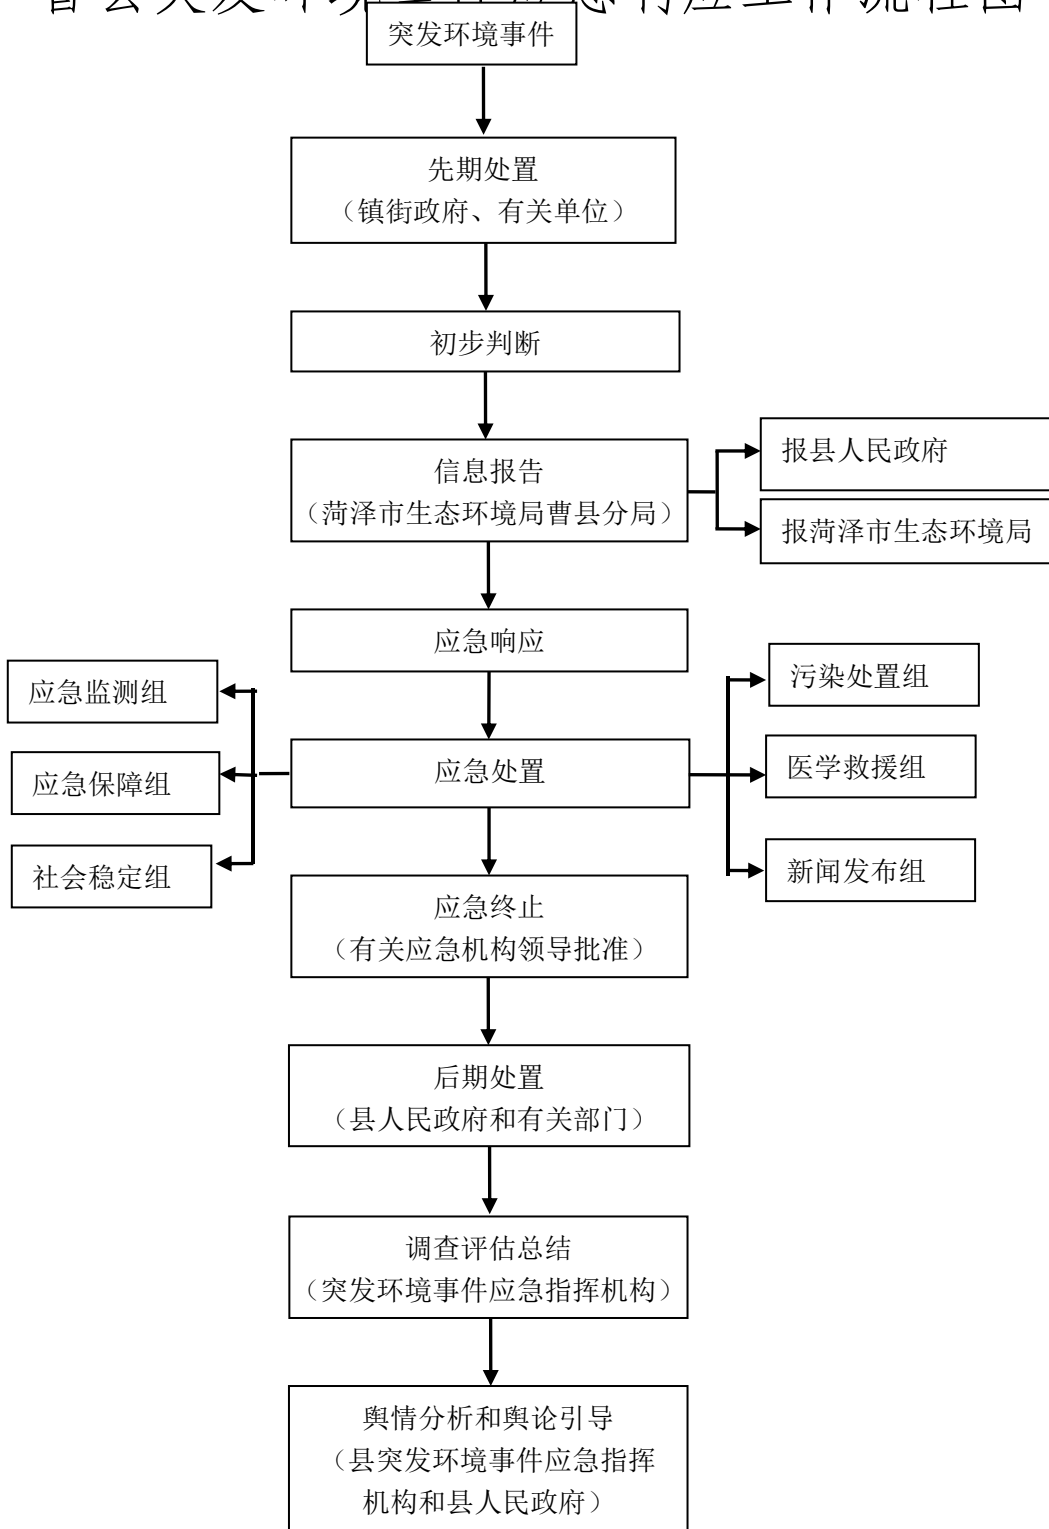 突发环境事件
先期处置
（镇街政府、有关单位）
初步判断
信息报告
（菏泽市生态环境局曹县分局）
报县人民政府
报菏泽市生态环境局
应急响应
应急监测组
应急保障组
社会稳定组
应急处置
污染处置组
医学救援组
新闻发布组
应急终止
（有关应急机构领导批准）
后期处置
（县人民政府和有关部门）
调查评估总结
（突发环境事件应急指挥机构）
舆情分析和舆论引导
（县突发环境事件应急指挥
机构和县人民政府）